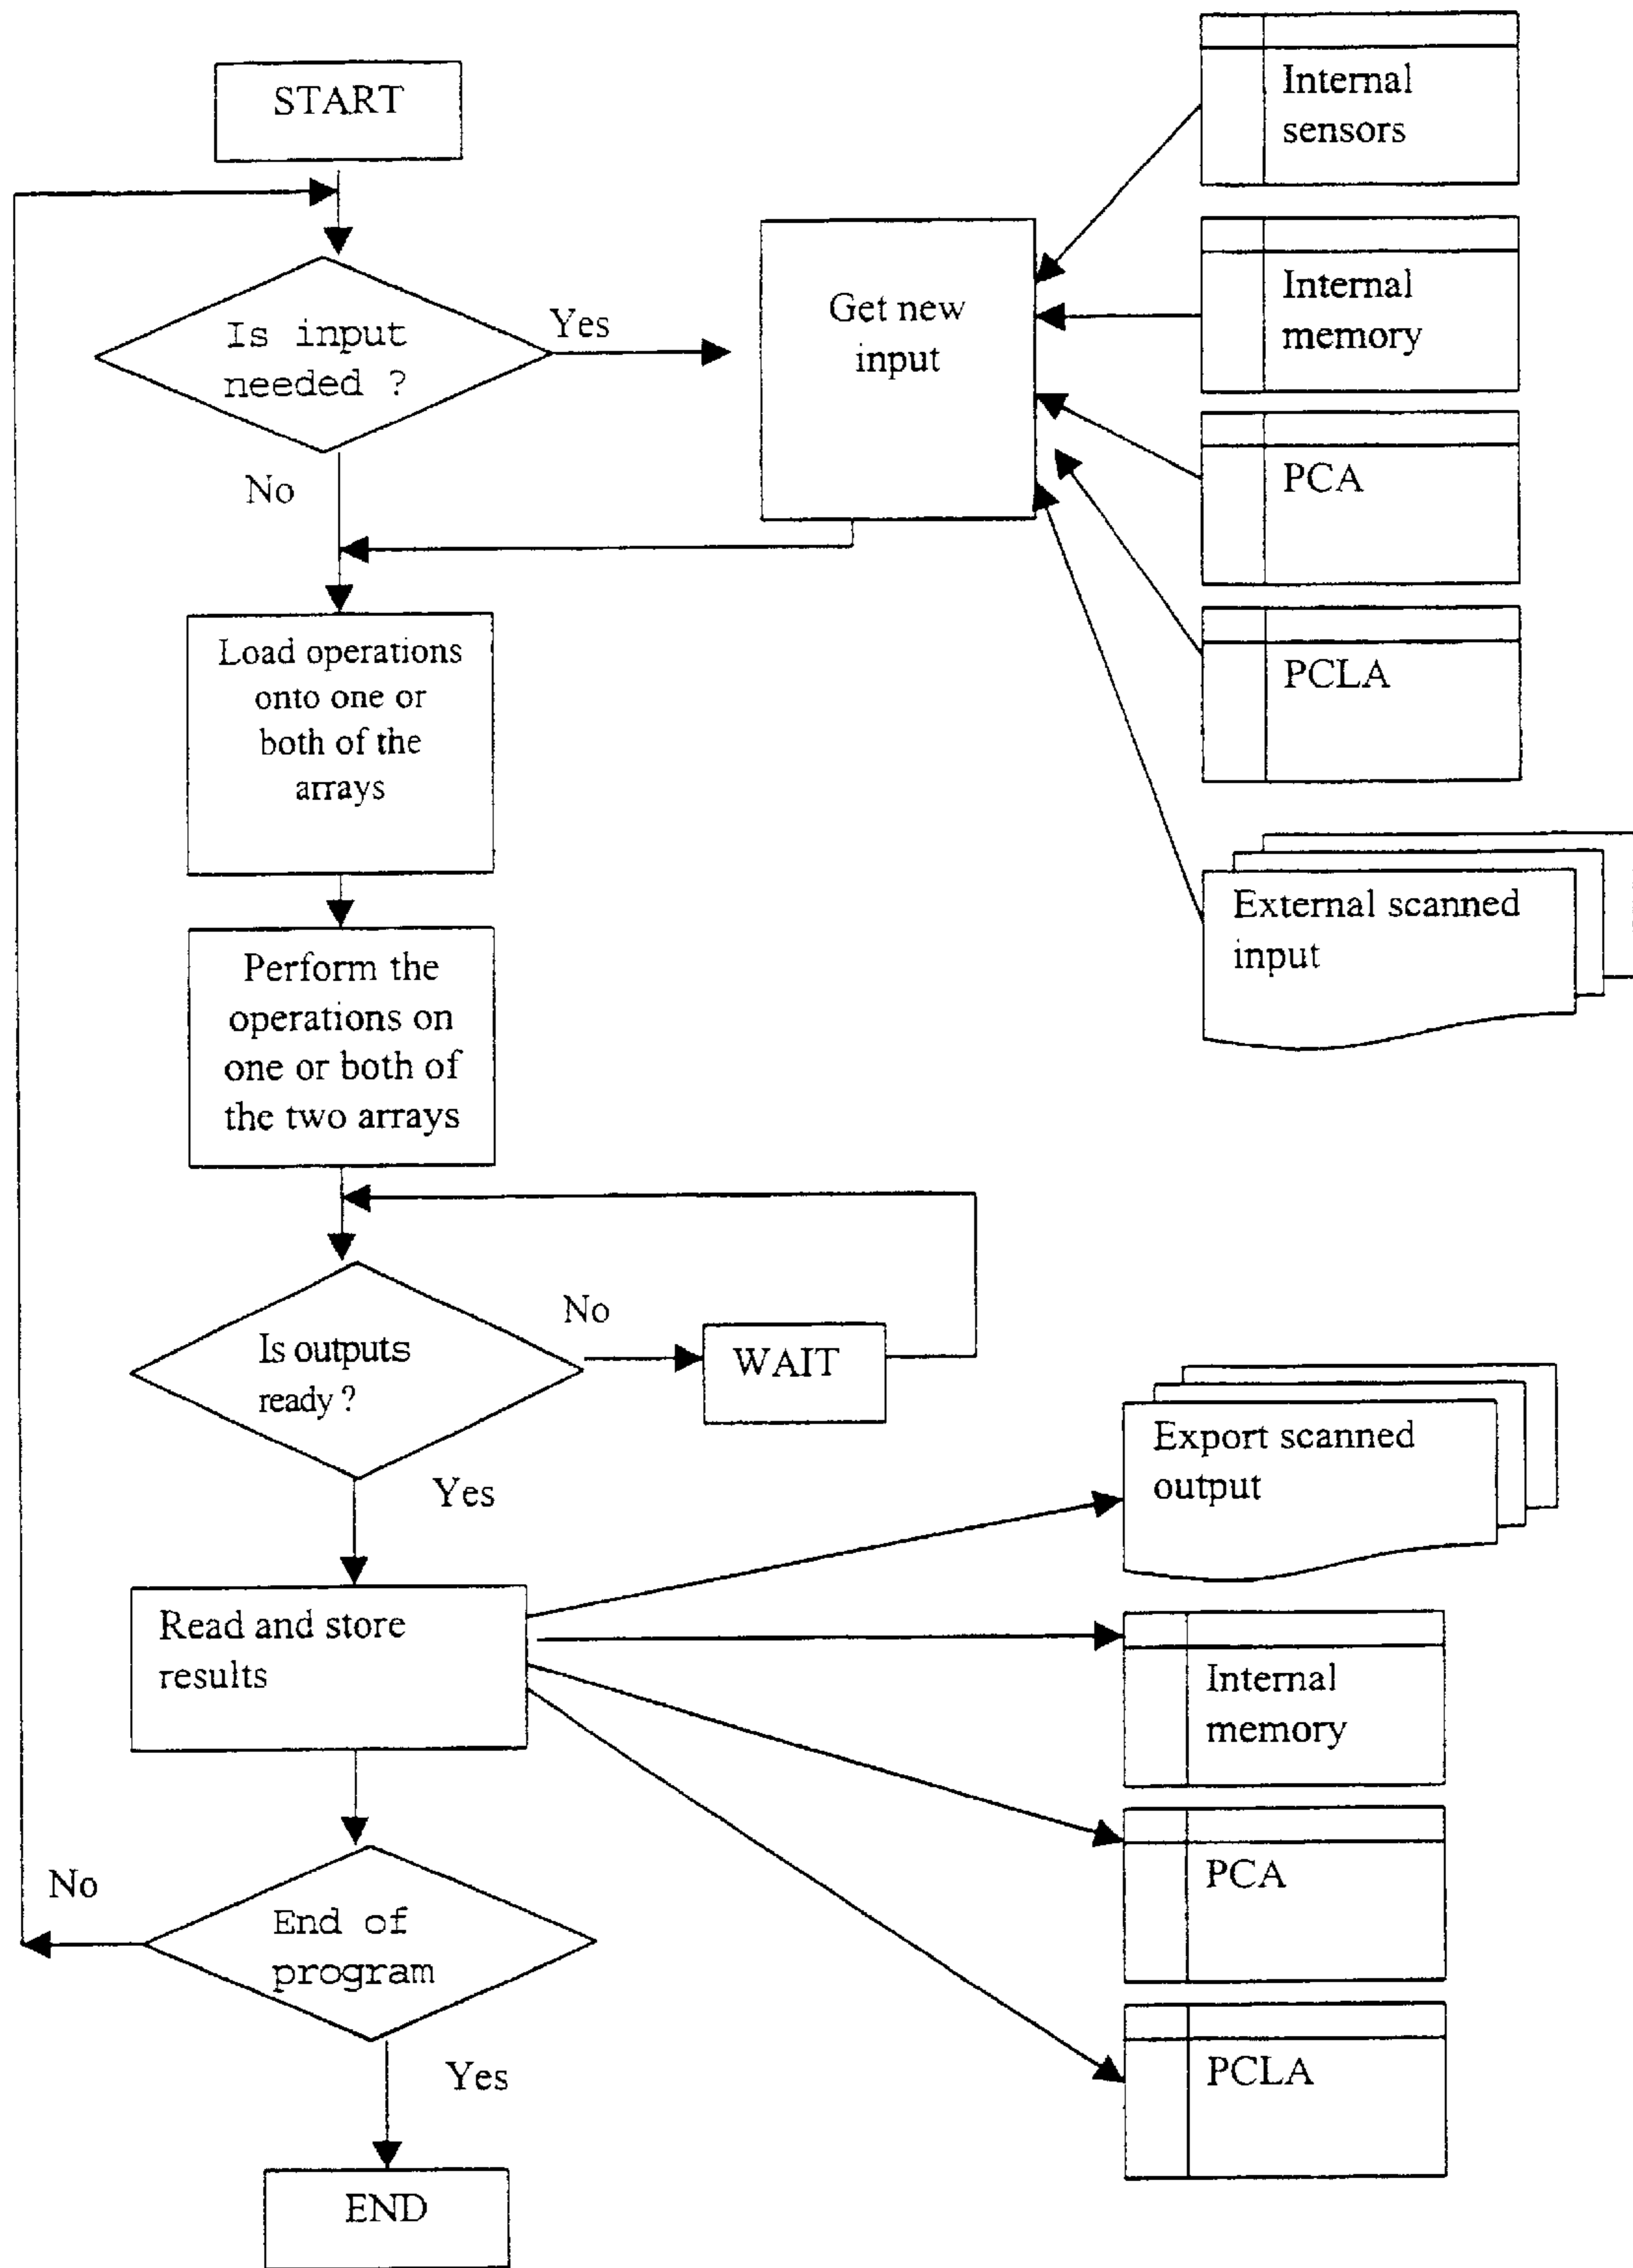 START
Internal
sensors
Is input
needed ?
Yes
Get new
input
Internal
memory
No
PCA
Load operations
onto one or
both of the
arrays
PCLA
External scanned
input
Perform the
operations on
one or both of
the two arrays
Is outputs
ready ?
No
WAIT
Yes
Export scanned
output
Read and store
results
Internal
memory
PCA
No
End of
program
PCLA
Yes
END